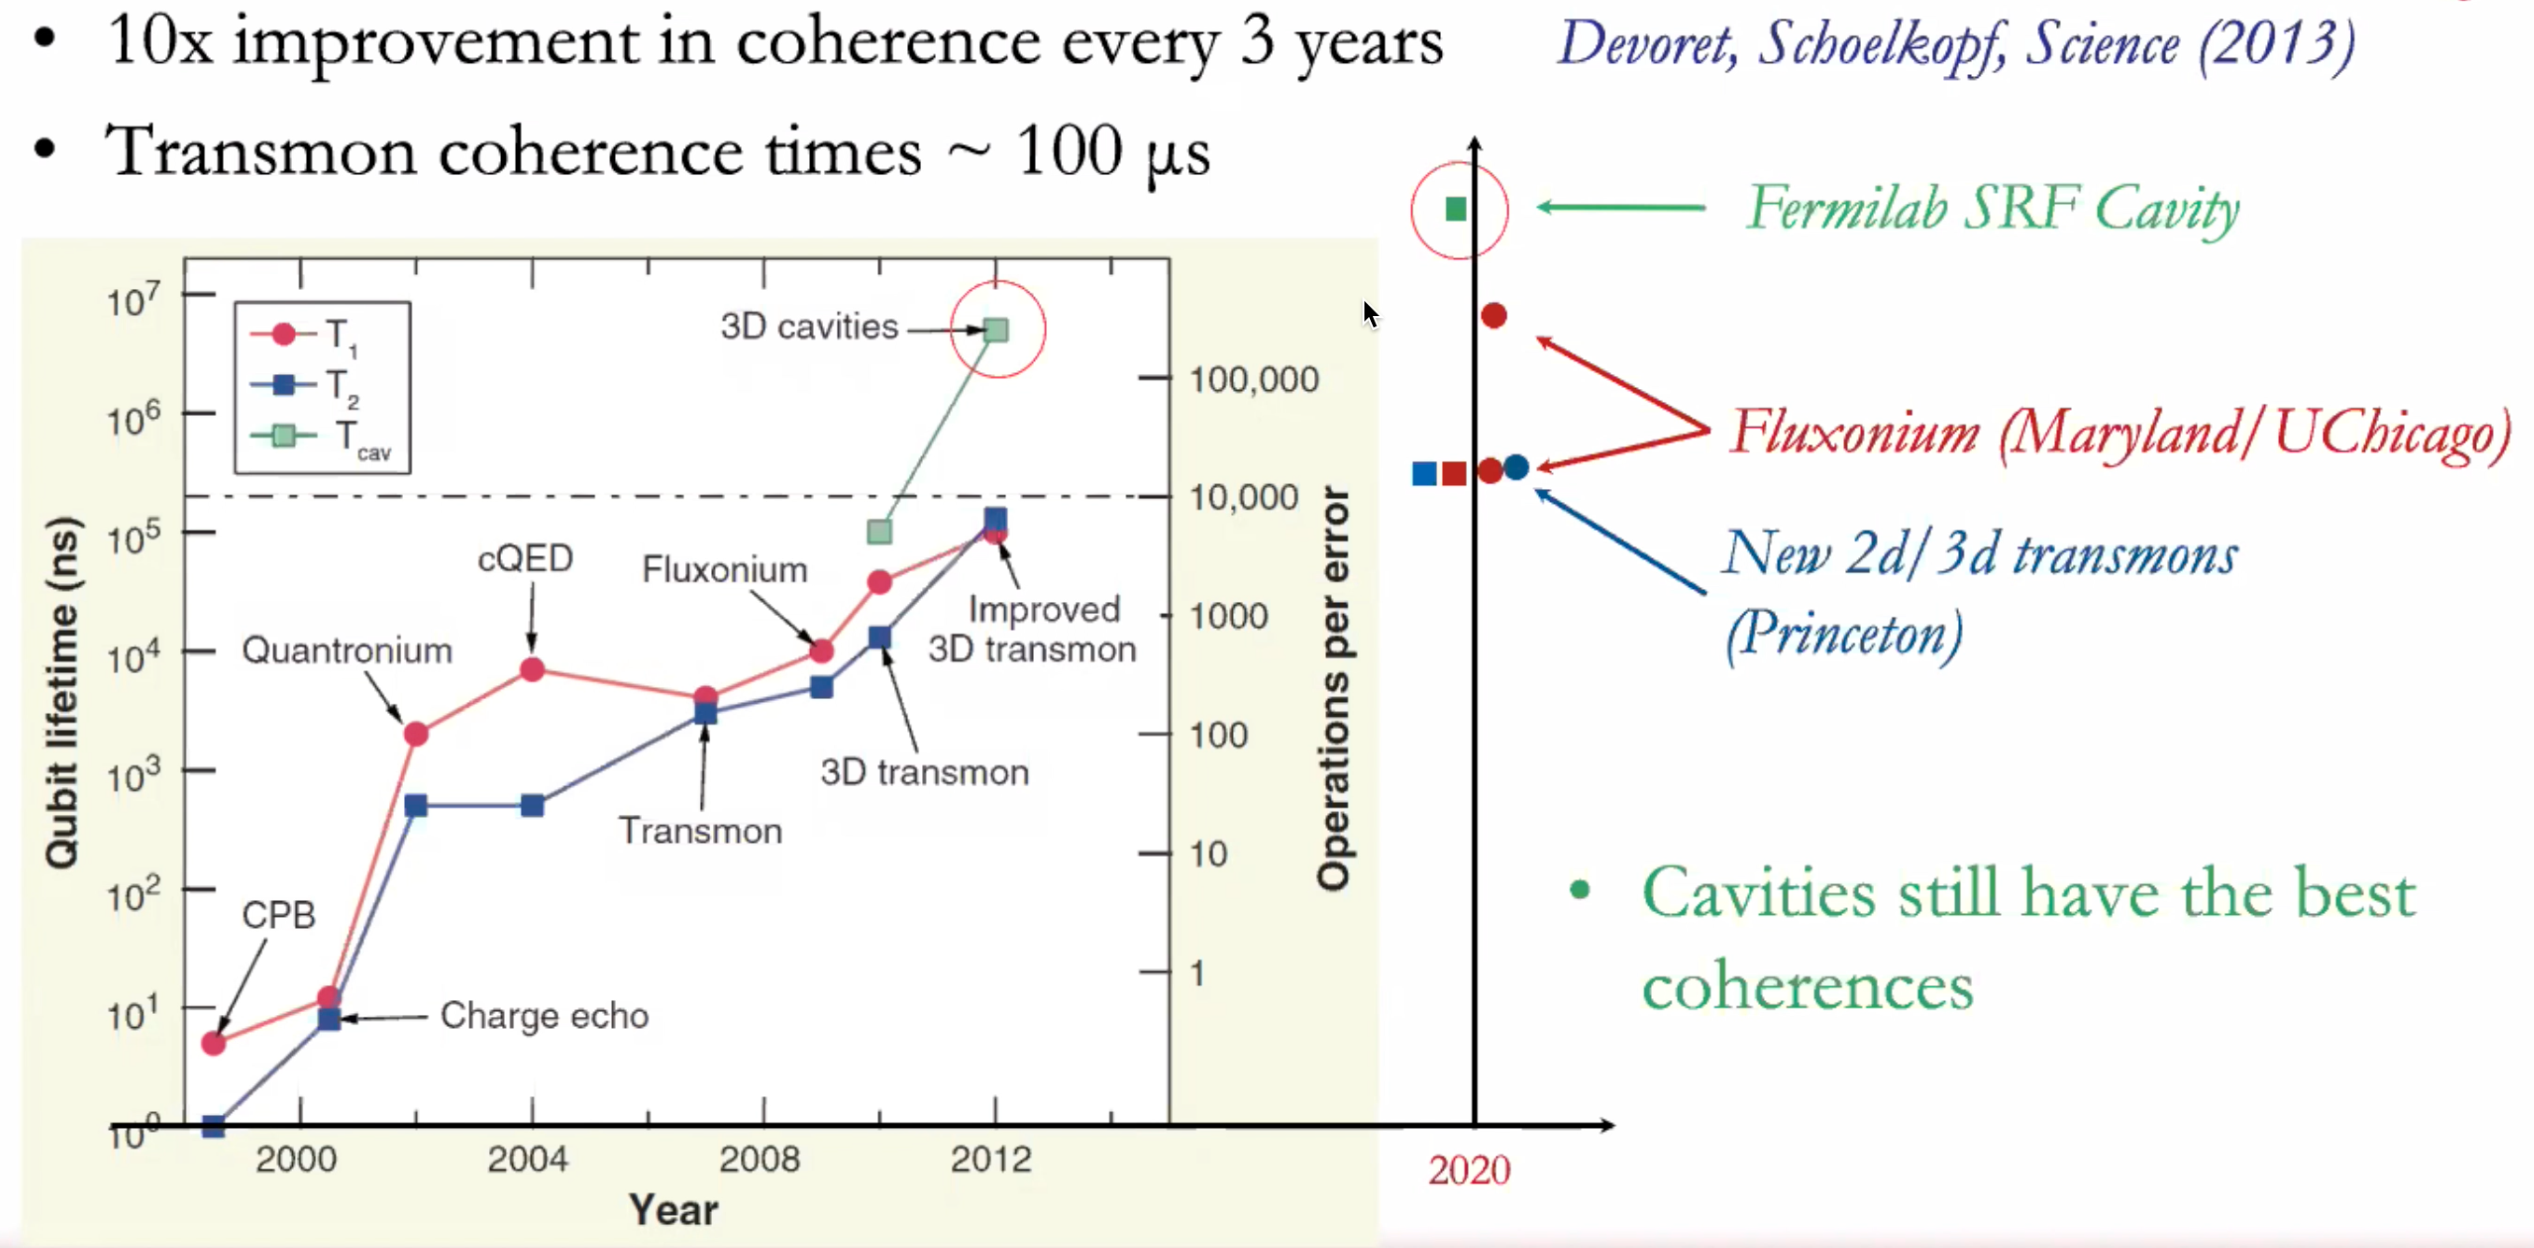 • 10x improvement in coherence every 3 years
Devoret, Schoelkopf, Science (2013)
• Transmon coherence times ~ 100 μs
Fermilab SRF Cavity
Fluxonium (Maryland/UChicago)
New 2d/3d transmons
(Princeton)
• Cavities still have the best
coherences
2020
Qubit lifetime (ns)
10⁷
10⁶
10⁵
10⁴
10³
10²
10¹
10⁰
T₁
T₂
T_cav
3D cavities
cQED
Fluxonium
Quantronium
Improved
3D transmon
3D transmon
Transmon
CPB
Charge echo
100,000
10,000
1000
100
10
1
Operations per error
2000
2004
2008
2012
Year